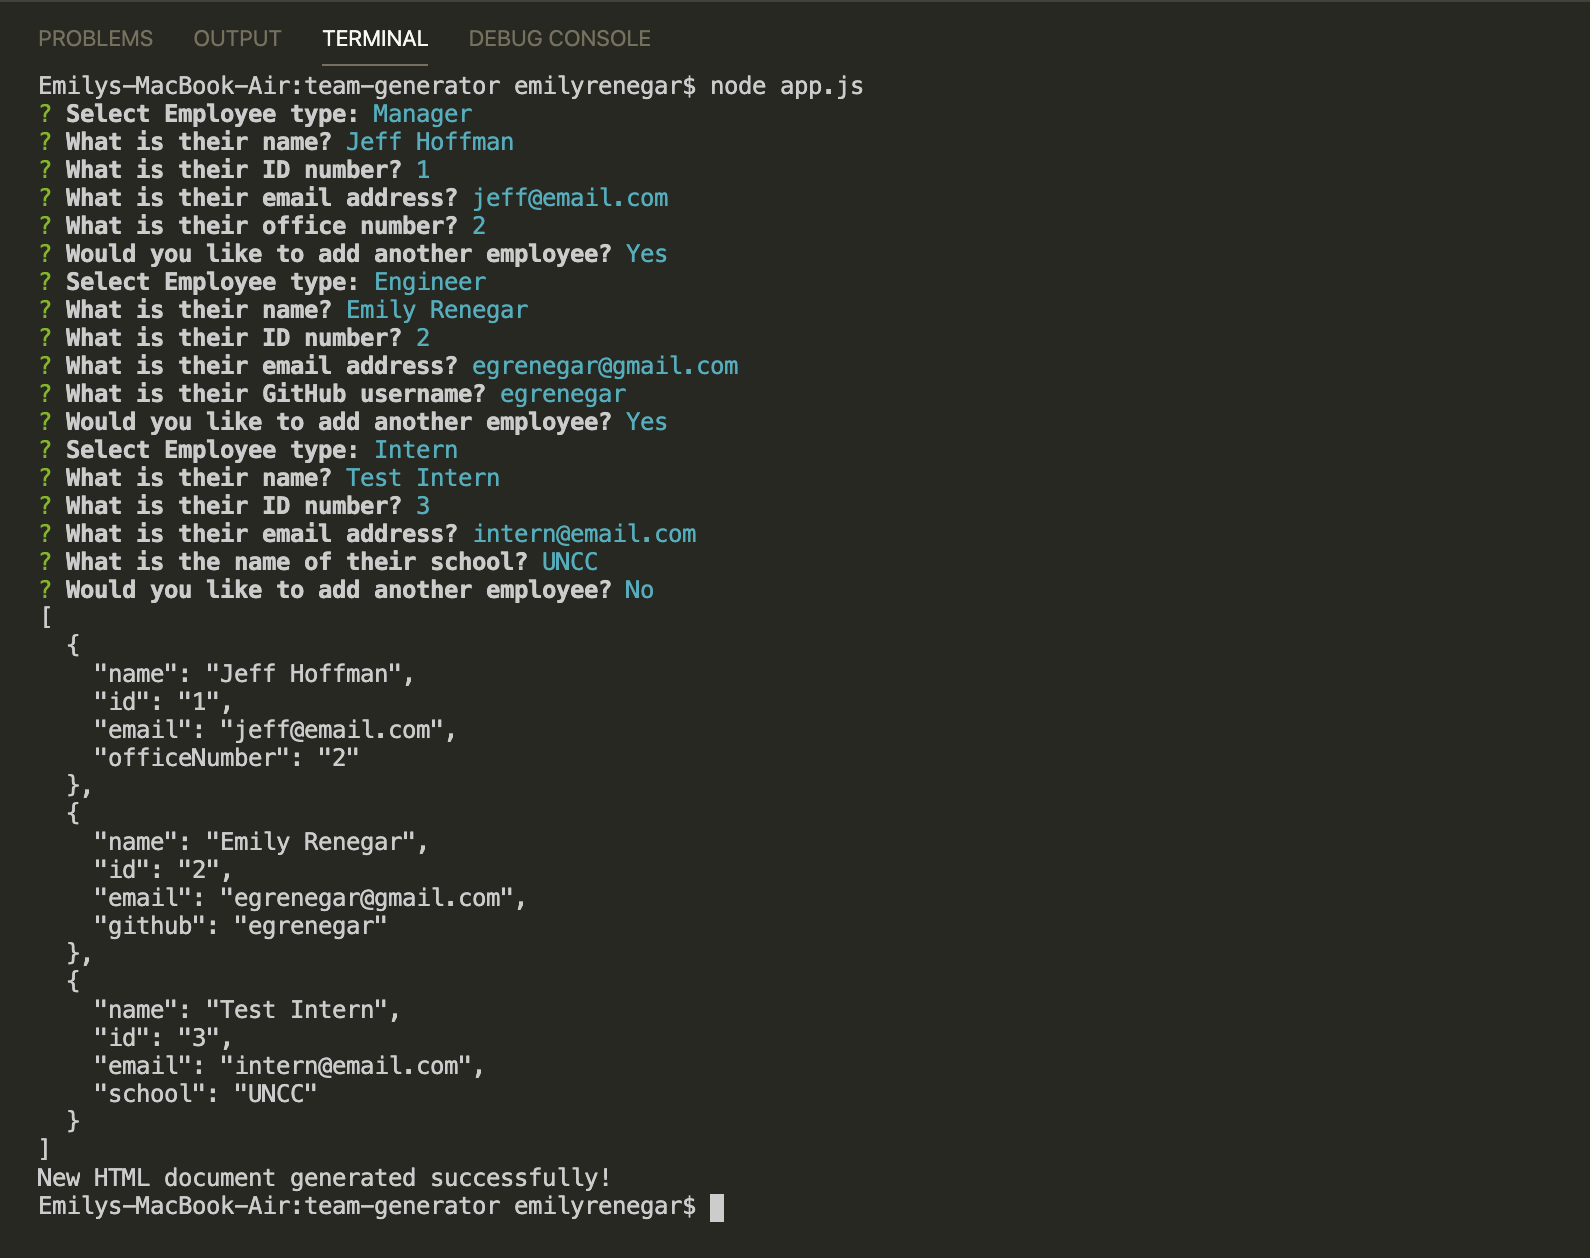 PROBLEMS OUTPUT TERMINAL DEBUG CONSOLE
Emilys-MacBook-Air:team-generator emilyrenegar$ node app.js
? Select Employee type: Manager
? What is their name? Jeff Hoffman
? What is their ID number? 1
? What is their email address? jeff@email.com
? What is their office number? 2
? Would you like to add another employee? Yes
? Select Employee type: Engineer
? What is their name? Emily Renegar
? What is their ID number? 2
? What is their email address? egrenegar@gmail.com
? What is their GitHub username? egrenegar
? Would you like to add another employee? Yes
? Select Employee type: Intern
? What is their name? Test Intern
? What is their ID number? 3
? What is their email address? intern@email.com
? What is the name of their school? UNCC
? Would you like to add another employee? No
[
  {
    "name": "Jeff Hoffman",
    "id": "1",
    "email": "jeff@email.com",
    "officeNumber": "2"
  },
  {
    "name": "Emily Renegar",
    "id": "2",
    "email": "egrenegar@gmail.com",
    "github": "egrenegar"
  },
  {
    "name": "Test Intern",
    "id": "3",
    "email": "intern@email.com",
    "school": "UNCC"
  }
]
New HTML document generated successfully!
Emilys-MacBook-Air:team-generator emilyrenegar$